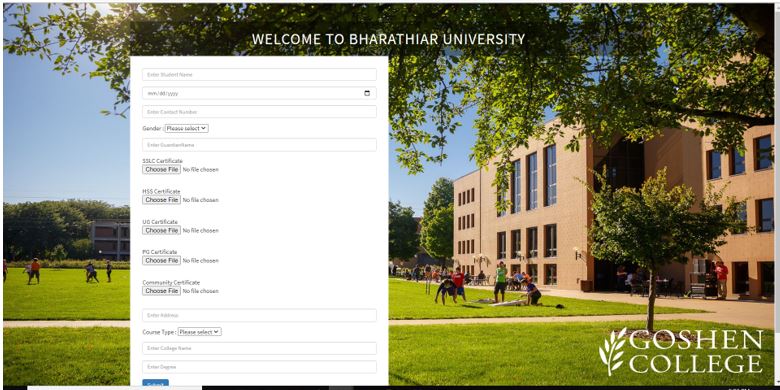 WELCOME TO BHARATHIAR UNIVERSITY
Enter Student Name
mm/dd/yyyy
Enter Contact Number
Gender : Please select
Enter GuardianName
SSLC Certificate
Choose File No file chosen
HSS Certificate
Choose File No file chosen
UG Certificate
Choose File No file chosen
PG Certificate
Choose File No file chosen
Community Certificate
Choose File No file chosen
Enter Address
Course Type : Please select
Enter Collage Name
Enter Degree
Submit
GOSHEN
COLLEGE